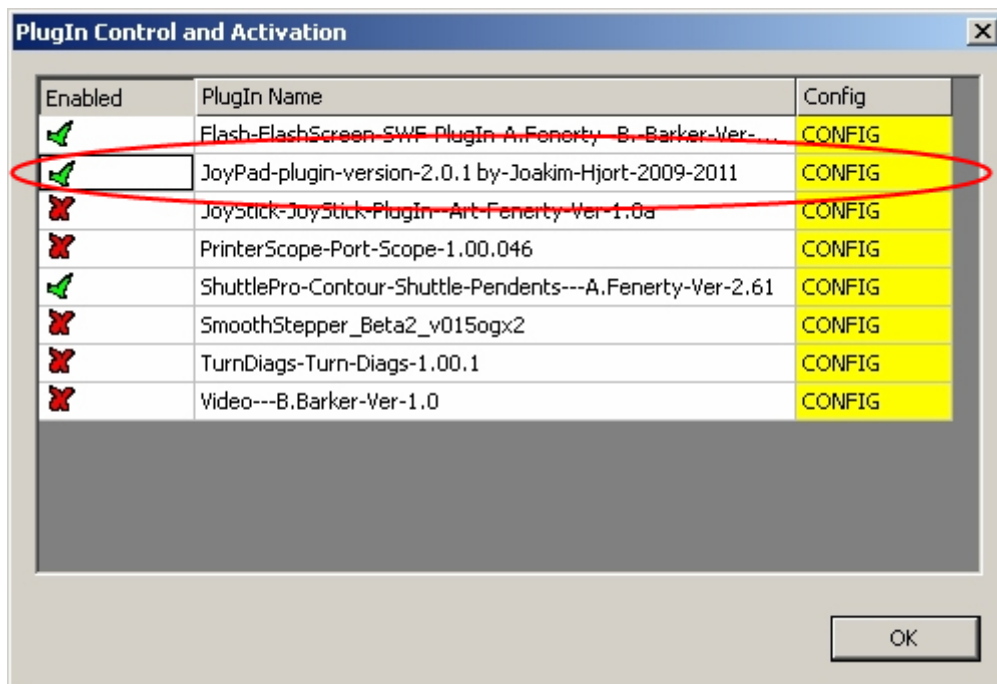 PlugIn Control and Activation
Enabled PlugIn Name Config
Flash-FlashScreen-SWF-PlugIn-A.Fenerty--B.-Barker-Ver-... CONFIG
JoyPad-plugin-version-2.0.1 by-Joakim-Hjort-2009-2011 CONFIG
JoyStick-JoyStick-PlugIn--Art-Fenerty-Ver-1.0a CONFIG
PrinterScope-Port-Scope-1.00.046 CONFIG
ShuttlePro-Contour-Shuttle-Pendents---A.Fenerty-Ver-2.61 CONFIG
SmoothStepper_Beta2_v015ogx2 CONFIG
TurnDiags-Turn-Diags-1.00.1 CONFIG
Video---B.Barker-Ver-1.0 CONFIG
OK